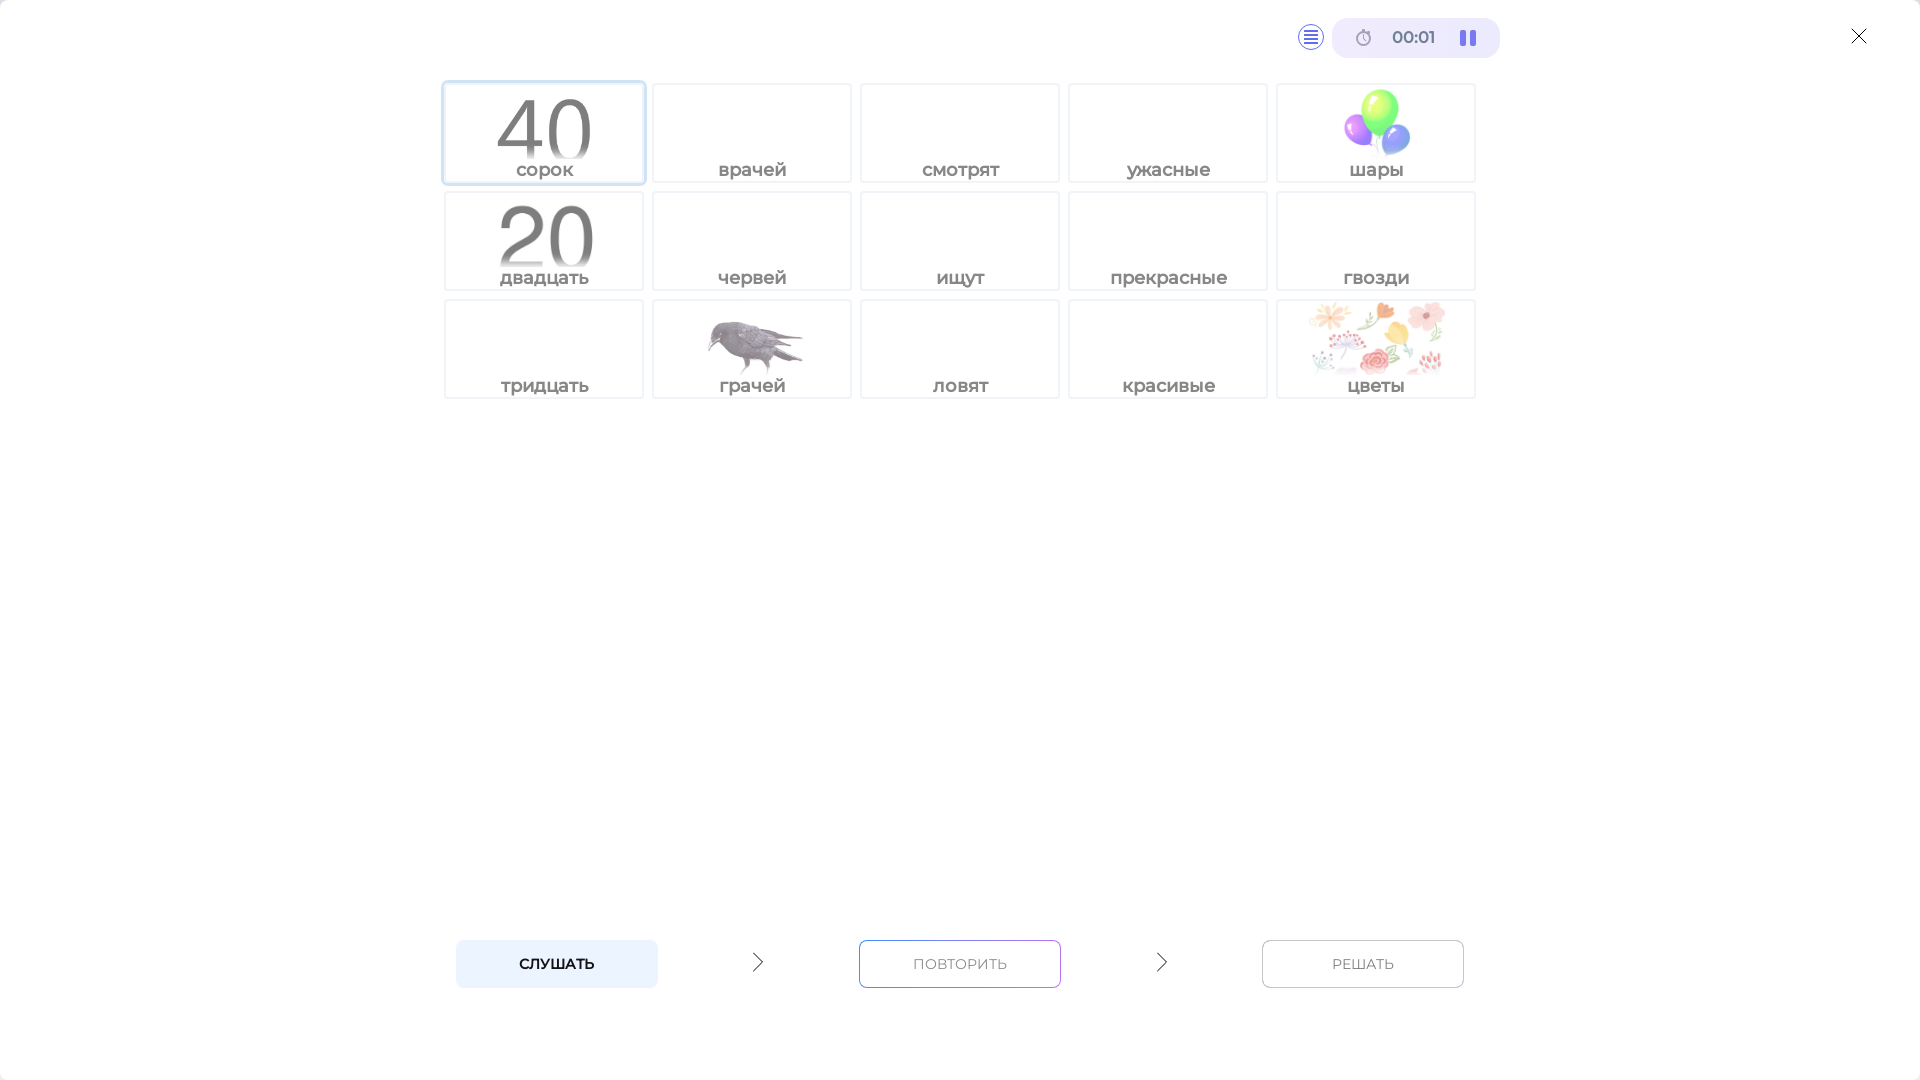 00:01
40
сорок врачей смотрят ужасные шары
20
двадцать червей ищут прекрасные гвозди
тридцать грачей ловят красивые цветы
СЛУШАТЬ ПОВТОРИТЬ РЕШАТЬ